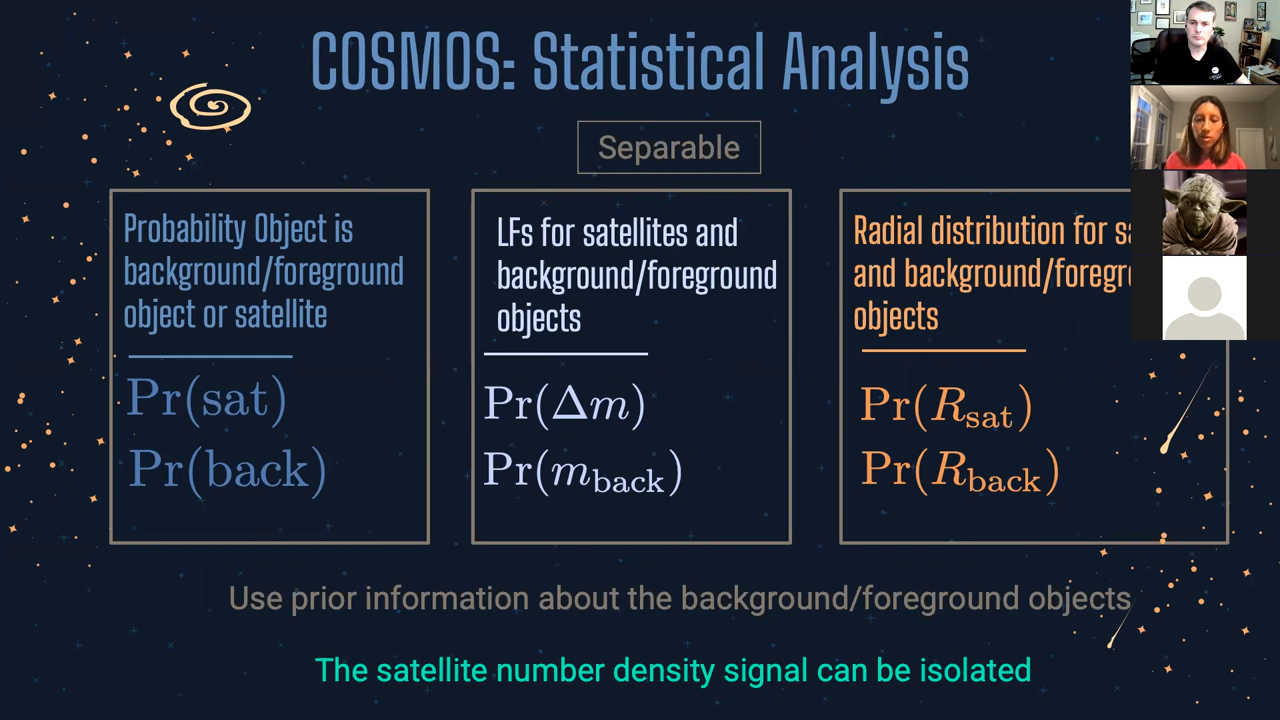 COSMOS: Statistical Analysis
Separable
Probability Object is
background/foreground
object or satellite
Pr(sat)
Pr(back)
LFs for satellites and
background/foreground
objects
Pr(Δm)
Pr(m_back)
Radial distribution for
and background/
objects
Pr(R_sat)
Pr(R_back)
Use prior information about the background/foreground objects
The satellite number density signal can be isolated